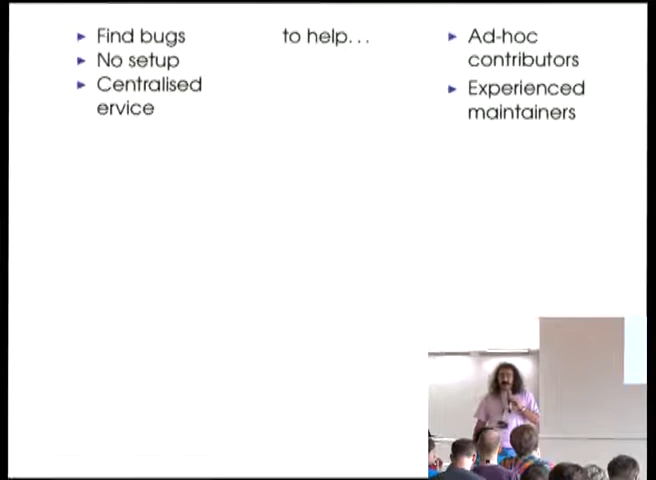 Find bugs
No setup
Centralised
ervice
to help...
Ad-hoc
contributors
Experienced
maintainers